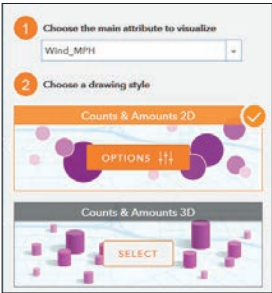 1 Choose the main attribute to visualize
Wind_MPH
2 Choose a drawing style
Counts & Amounts 2D
OPTIONS
Counts & Amounts 3D
SELECT